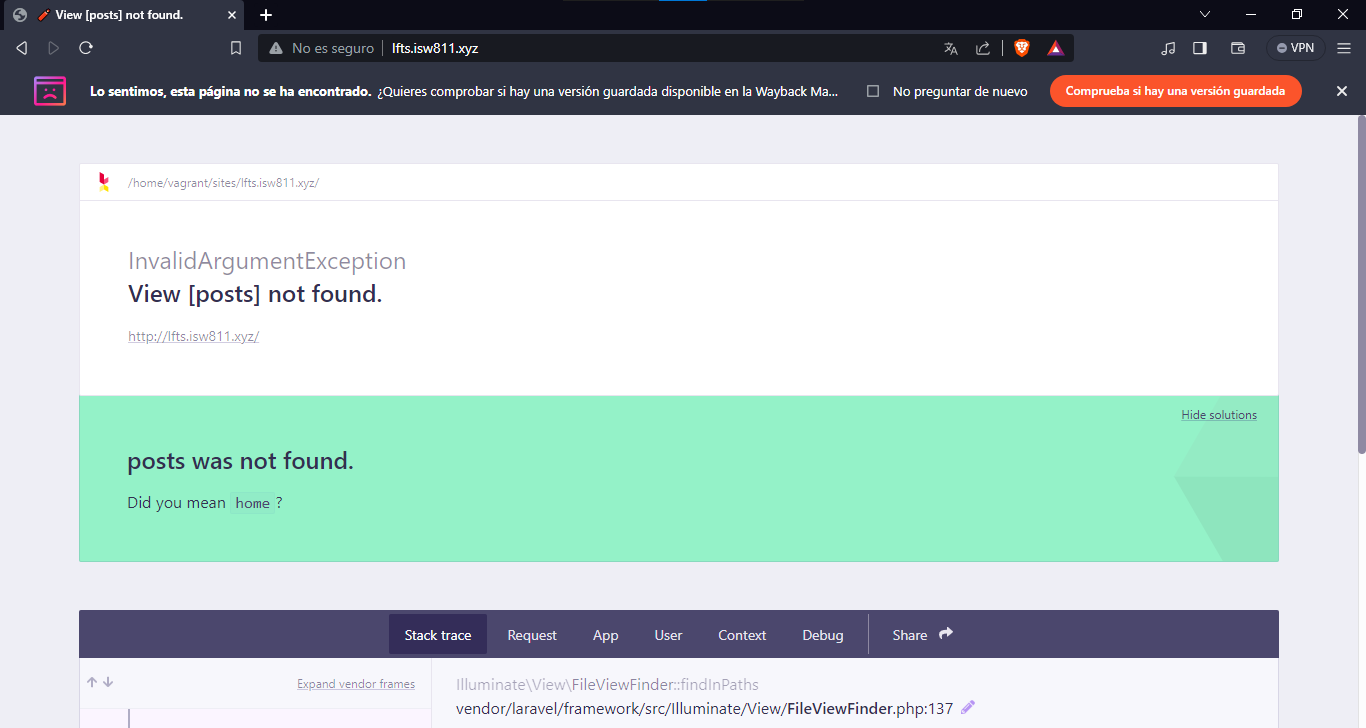 View [posts] not found.
No es seguro lfts.isw811.xyz
VPN
Lo sentimos, esta página no se ha encontrado. ¿Quieres comprobar si hay una versión guardada disponible en la Wayback Ma...
No preguntar de nuevo
Comprueba si hay una versión guardada
/home/vagrant/sites/lfts.isw811.xyz/
InvalidArgumentException
View [posts] not found.
http://lfts.isw811.xyz/
Hide solutions
posts was not found.
Did you mean home ?
Stack trace Request App User Context Debug Share
Expand vendor frames
Illuminate\View\FileViewFinder::findInPaths
vendor/laravel/framework/src/Illuminate/View/FileViewFinder.php:137